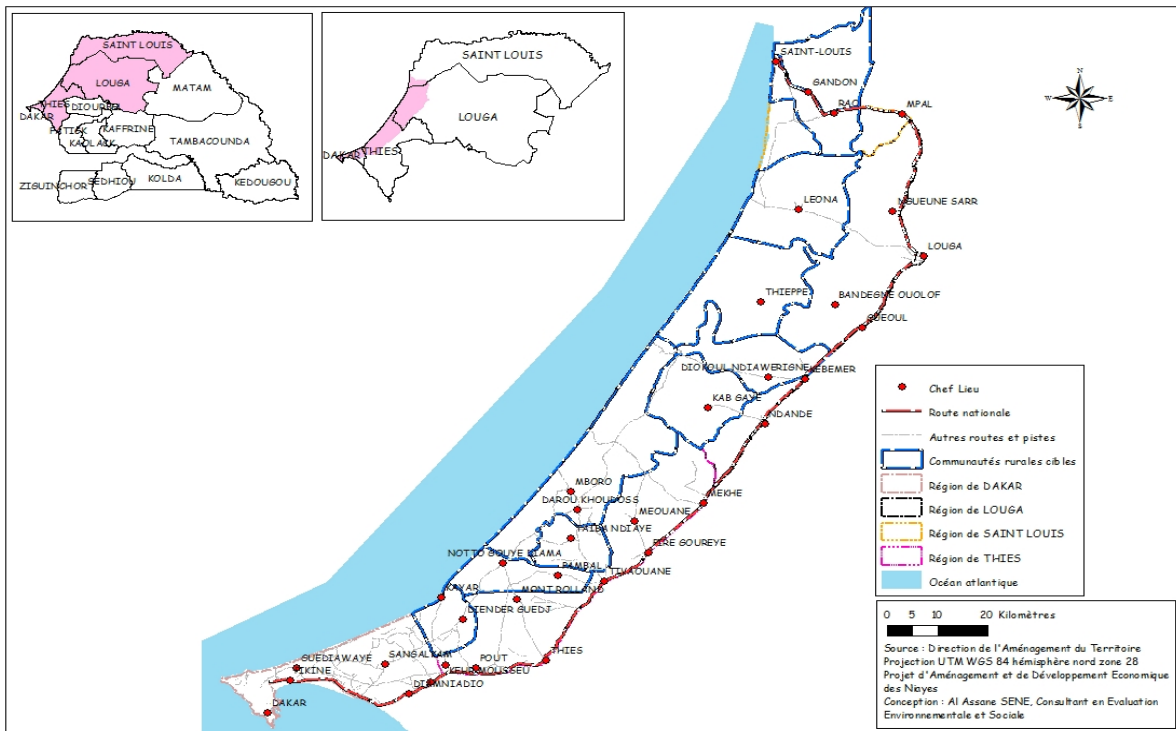 SAINT LOUIS
LOUGA
MATAM
THIES
DIOURBEL
DAKAR
FATICK
KAFFRINE
KAOLACK
TAMBACOUNDA
ZIGUINCHOR
SEDHIOU
KOLDA
KEDOUGOU
SAINT LOUIS
LOUGA
DAKAR
THIES
N
W
E
S
SAINT-LOUIS
GANDON
RAO
MPAL
LEONA
NGUEUNE SARR
LOUGA
THIEPPE
BANDEGNE OUOLOF
GUEOUL
DIOKOUL NDIAWERIGNE
KEBEMER
KAB GAYE
NDANDE
MBORO
DAROU KHOUDOSS
MEKHE
MEOUANE
TAIBA NDIAYE
PIRE GOUREYE
NOTTO GOUYE DIAMA
PAMBAL
TIVAOUANE
KAYAR
MONT ROLLAND
DIENDER GUEDJ
THIES
GUEDIAWAYE
SANGALKAM
POUT
KEUR MOUSSEU
PIKINE
DIAMNIADIO
DAKAR
Chef Lieu
Route nationale
Autres routes et pistes
Communautés rurales cibles
Région de DAKAR
Région de LOUGA
Région de SAINT LOUIS
Région de THIES
Océan atlantique
0 5 10 20 Kilomètres
Source : Direction de l'Aménagement du Territoire
Projection UTM WGS 84 hémisphère nord zone 28
Projet d'Aménagement et de Développement Economique
des Niayes
Conception : Al Assane SENE, Consultant en Evaluation
Environnementale et Sociale